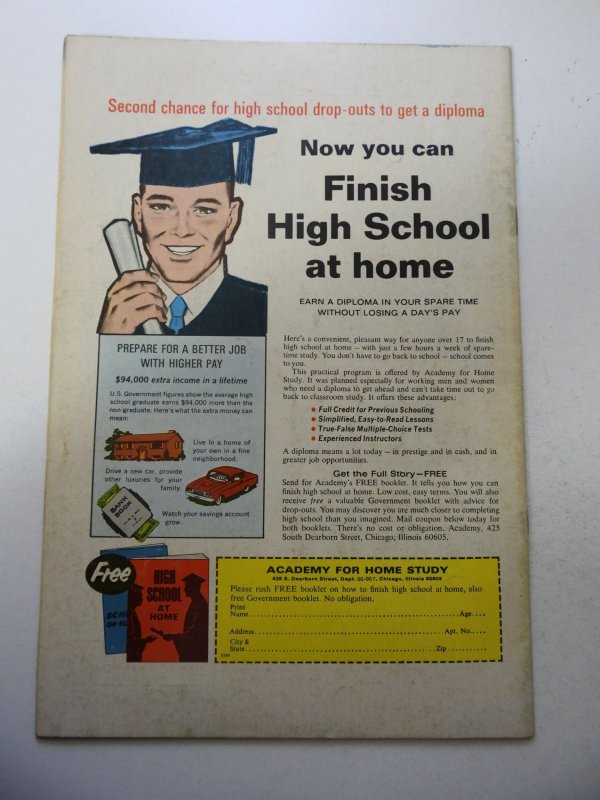 Second chance for high school drop-outs to get a diploma
Now you can
Finish
High School
at home
EARN A DIPLOMA IN YOUR SPARE TIME
WITHOUT LOSING A DAY'S PAY
PREPARE FOR A BETTER JOB
WITH HIGHER PAY
$94,000 extra income in a lifetime
U.S. Government figures show the average high
school graduate earns $94,000 more than the
non-graduate. Here's what the extra money can
mean:
Live in a home of
your own in a fine
neighborhood.
Drive a new car, provide
other luxuries for your
family.
BANK
BOOK
Watch your savings account
grow.
Here's a convenient, pleasant way for anyone over 17 to finish
high school at home – with just a few hours a week of spare-
time study. You don't have to go back to school – school comes
to you.
This practical program is offered by Academy for Home
Study. It was planned especially for working men and women
who need a diploma to get ahead and can't take time out to go
back to classroom study. It offers these advantages:
• Full Credit for Previous Schooling
• Simplified, Easy-to-Read Lessons
• True-False Multiple-Choice Tests
• Experienced Instructors
A diploma means a lot today – in prestige and in cash, and in
greater job opportunities.
Get the Full Story–FREE
Send for Academy's FREE booklet. It tells you how you can
finish high school at home. Low cost, easy terms. You will also
receive free a valuable Government booklet with advice for
drop-outs. You may discover you are much closer to completing
high school than you imagined. Mail coupon below today for
both booklets. There's no cost or obligation. Academy, 425
South Dearborn Street, Chicago, Illinois 60605.
Free
HIGH
SCHOOL
AT
HOME
SCH
OR EL
ACADEMY FOR HOME STUDY
425 S. Dearborn Street, Dept. Chicago, Illinois 60605
Please rush FREE booklet on how to finish high school at home, also
free Government booklet. No obligation.
Print
Name Age
Address Apt. No.
City &
State Zip